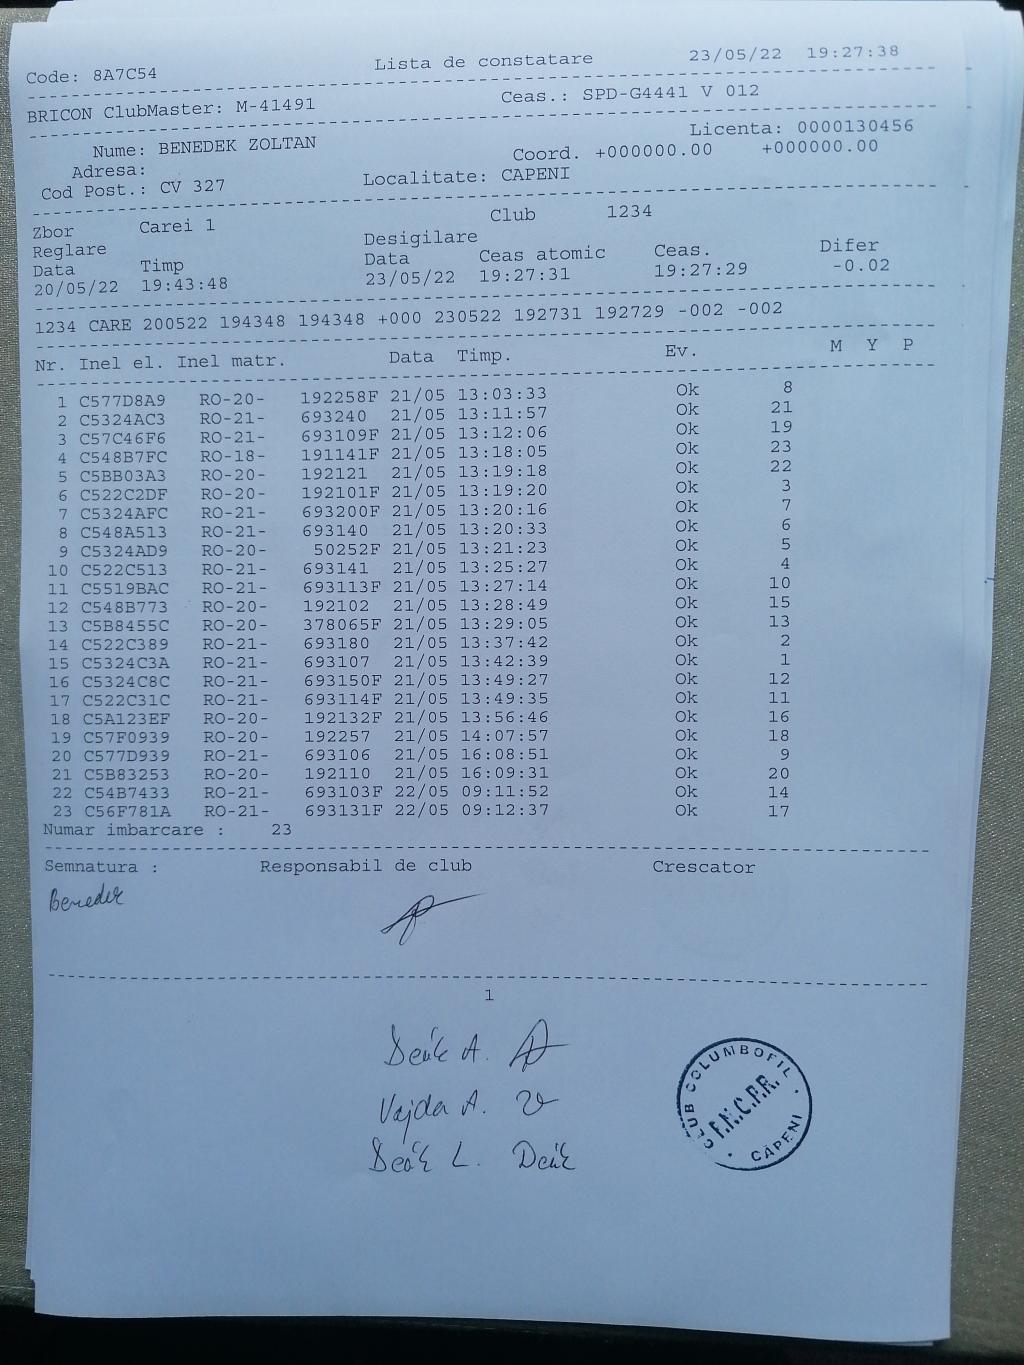 Code: 8A7C54 Lista de constatare 23/05/22 19:27:38
BRICON ClubMaster: M-41491 Ceas.: SPD-G4441 V 012
Nume: BENEDEK ZOLTAN Licenta: 0000130456
Adresa: Coord. +000000.00 +000000.00
Cod Post.: CV 327 Localitate: CAPENI
Zbor Carei 1 Club 1234
Reglare Desigilare
Data Timp Data Ceas atomic Ceas. Difer
20/05/22 19:43:48 23/05/22 19:27:31 19:27:29 -0.02
1234 CARE 200522 194348 194348 +000 230522 192731 192729 -002 -002
Nr. Inel el. Inel matr. Data Timp. Ev. M Y P
1 C577D8A9 RO-20- 192258F 21/05 13:03:33 Ok 8
2 C5324AC3 RO-21- 693240 21/05 13:11:57 Ok 21
3 C57C46F6 RO-21- 693109F 21/05 13:12:06 Ok 19
4 C548B7FC RO-18- 191141F 21/05 13:18:05 Ok 23
5 C5BB03A3 RO-20- 192121 21/05 13:19:18 Ok 22
6 C522C2DF RO-20- 192101F 21/05 13:19:20 Ok 3
7 C5324AFC RO-21- 693200F 21/05 13:20:16 Ok 7
8 C548A513 RO-21- 693140 21/05 13:20:33 Ok 6
9 C5324AD9 RO-20- 50252F 21/05 13:21:23 Ok 5
10 C522C513 RO-21- 693141 21/05 13:25:27 Ok 4
11 C5519BAC RO-21- 693113F 21/05 13:27:14 Ok 10
12 C548B773 RO-20- 192102 21/05 13:28:49 Ok 15
13 C5B8455C RO-20- 378065F 21/05 13:29:05 Ok 13
14 C522C389 RO-21- 693180 21/05 13:37:42 Ok 2
15 C5324C3A RO-21- 693107 21/05 13:42:39 Ok 1
16 C5324C8C RO-21- 693150F 21/05 13:49:27 Ok 12
17 C522C31C RO-21- 693114F 21/05 13:49:35 Ok 11
18 C5A123EF RO-20- 192132F 21/05 13:56:46 Ok 16
19 C57F0939 RO-20- 192257 21/05 14:07:57 Ok 18
20 C577D939 RO-21- 693106 21/05 16:08:51 Ok 9
21 C5B83253 RO-20- 192110 21/05 16:09:31 Ok 20
22 C54B7433 RO-21- 693103F 22/05 09:11:52 Ok 14
23 C56F781A RO-21- 693131F 22/05 09:12:37 Ok 17
Numar imbarcare : 23
Semnatura : Responsabil de club Crescator
Benedek
1
Deák A.
Vajda A.
Deák L. Deák
CLUB COLUMBOFIL
F.N.C.P.R.
CĂPENI